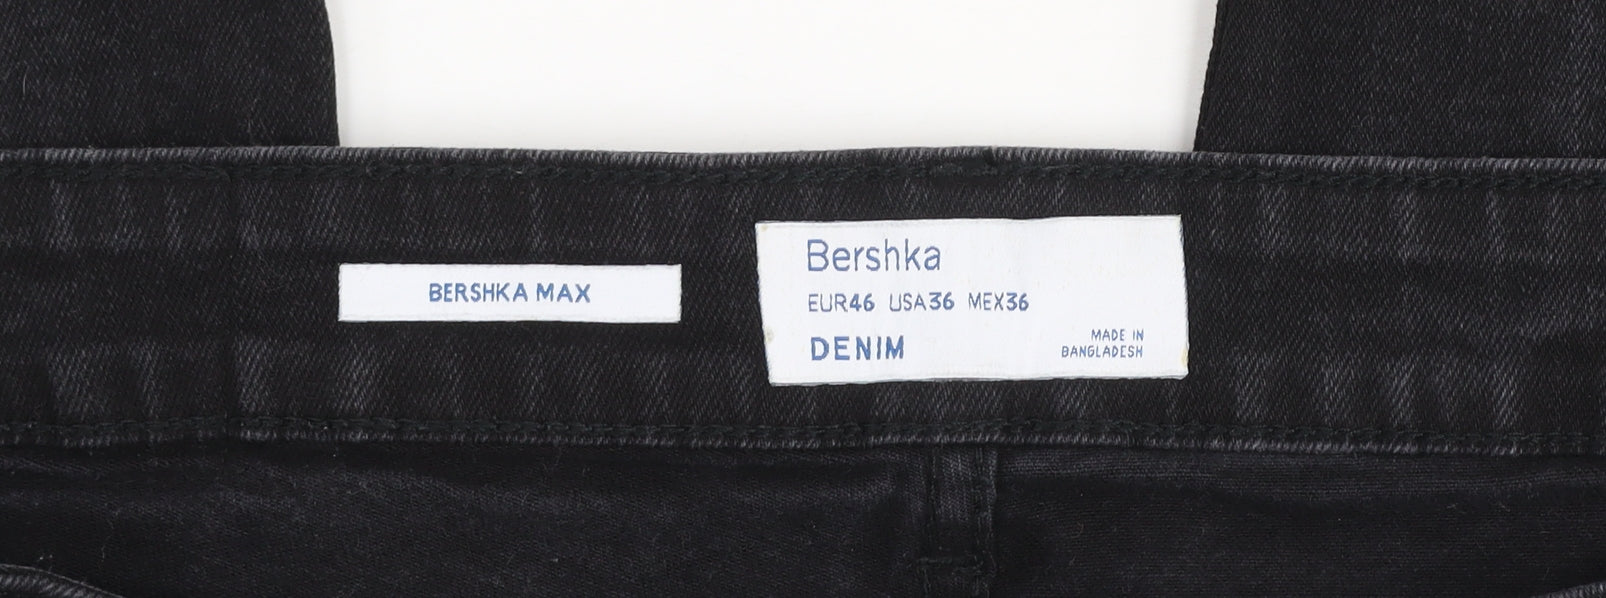 BERSHKA MAX
Bershka
EUR46 USA36 MEX36
DENIM
MADE IN
BANGLADESH